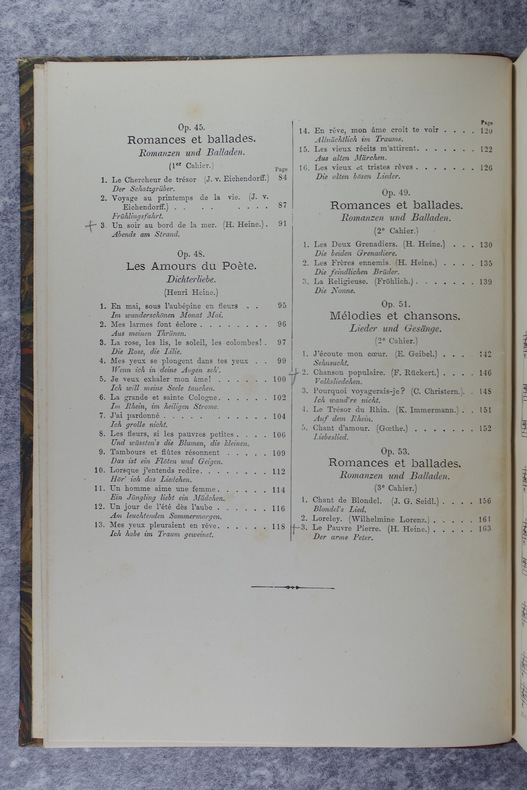 Op. 45.
Romances et ballades.
Romanzen und Balladen.
(1er Cahier.)
Page
1. Le Chercheur de trésor (J. v. Eichendorff.) 84
Der Schatzgräber.
2. Voyage au printemps de la vie. (J. v.
Eichendorff.) . . . . . . . . . 87
Frühlingsfahrt.
3. Un soir au bord de la mer. (H. Heine.) . 91
Abends am Strand.
Op. 48.
Les Amours du Poète.
Dichterliebe.
(Henri Heine.)
1. En mai, sous l'aubépine en fleurs . . 95
Im wunderschönen Monat Mai.
2. Mes larmes font éclore . . . . . . . . 96
Aus meinen Thränen.
3. La rose, les lis, le soleil, les colombes! . 97
Die Rose, die Lilie.
4. Mes yeux se plongent dans tes yeux . . 99
Wenn ich in deine Augen seh'.
5. Je veux exhaler mon âme! . . . . . . 100
Ich will meine Seele tauchen.
6. La grande et sainte Cologne . . . . . . 102
Im Rhein, im heiligen Strome.
7. J'ai pardonné . . . . . . . . . . 104
Ich grolle nicht.
8. Les fleurs, si les pauvres petites . . . . 106
Und wüssten's die Blumen, die kleinen.
9. Tambours et flûtes résonnent . . . . . 109
Das ist ein Flöten und Geigen.
10. Lorsque j'entends redire . . . . . . . . 112
Hör' ich das Liedchen.
11. Un homme aime une femme . . . . . . 114
Ein Jüngling liebt ein Mädchen.
12. Un jour de l'été dès l'aube . . . . . . 116
Am leuchtenden Sommermorgen.
13. Mes yeux pleuraient en rêve . . . . . . 118
Ich habe im Traum geweinet.
Page
14. En rêve, mon âme croit te voir . . . . 120
Allnächtlich im Traume.
15. Les vieux récits m'attirent . . . . . . . 122
Aus alten Märchen.
16. Les vieux et tristes rêves . . . . . . . 126
Die alten bösen Lieder.
Op. 49.
Romances et ballades.
Romanzen und Balladen.
(2e Cahier.)
1. Les Deux Grenadiers. (H. Heine.) . . . . 130
Die beiden Grenadiere.
2. Les Frères ennemis. (H. Heine.) . . . . 135
Die feindlichen Brüder.
3. La Religieuse. (Fröhlich.) . . . . . . . 139
Die Nonne.
Op. 51.
Mélodies et chansons.
Lieder und Gesänge.
(2e Cahier.)
1. J'écoute mon cœur. (E. Geibel.) . . . . 142
Sehnsucht.
2. Chanson populaire. (F. Rückert.) . . . . 146
Volksliedchen.
3. Pourquoi voyagerais-je? (C. Christern.) . 148
Ich wand're nicht.
4. Le Trésor du Rhin. (K. Immermann.) . . 151
Auf dem Rhein.
5. Chant d'amour. (Gœthe.) . . . . . . 152
Liebeslied.
Op. 53.
Romances et ballades.
Romanzen und Balladen.
(3e Cahier.)
1. Chant de Blondel. (J. G. Seidl.) . . . . . 156
Blondel's Lied.
2. Loreley. (Wilhelmine Lorenz.) . . . . . 161
3. Le Pauvre Pierre. (H. Heine.) . . . . . 163
Der arme Peter.